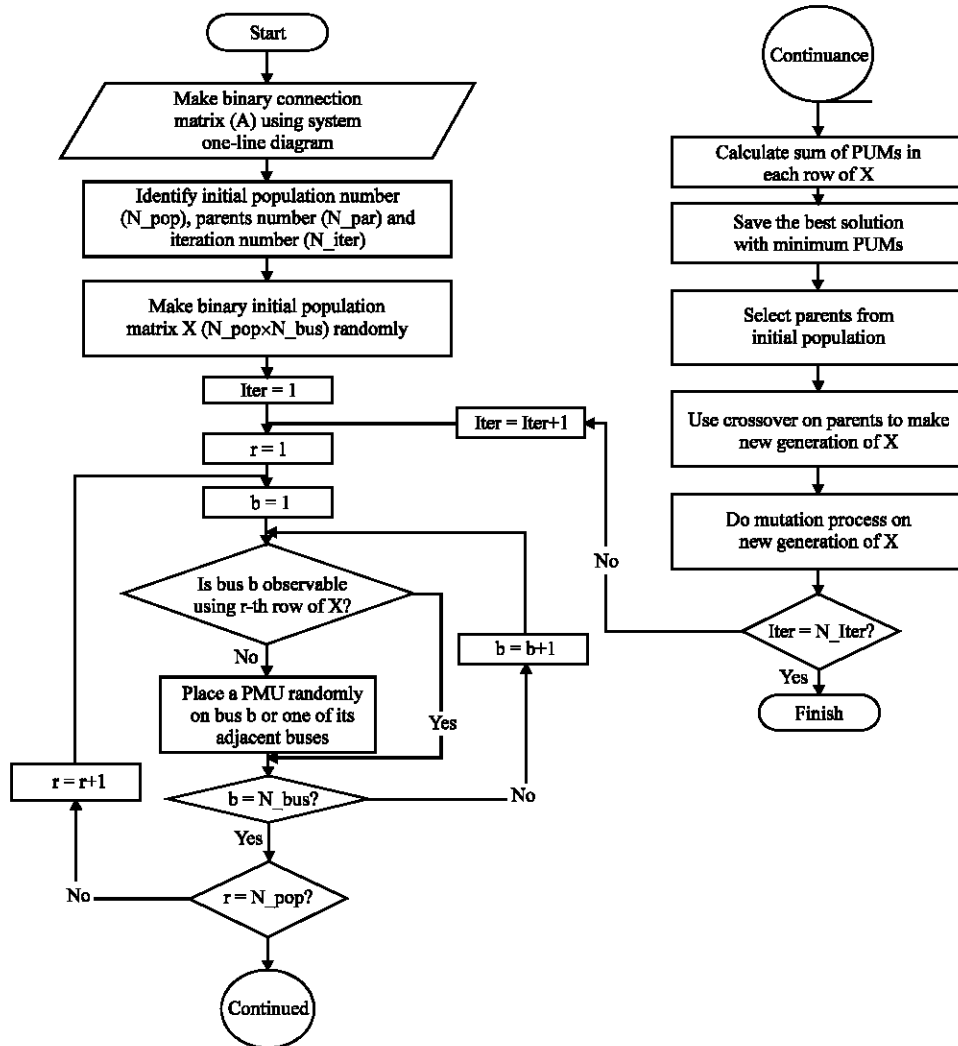 Start
Make binary connection
matrix (A) using system
one-line diagram
Identify initial population number
(N_pop), parents number (N_par) and
iteration number (N_iter)
Make binary initial population
matrix X (N_pop×N_bus) randomly
Iter = 1
Iter = Iter+1
r = 1
b = 1
Is bus b observable
using r-th row of X?
No
Yes
b = b+1
Place a PMU randomly
on bus b or one of its
adjacent buses
r = r+1
b = N_bus?
No
Yes
No
r = N_pop?
Continued
Continuance
Calculate sum of PUMs in
each row of X
Save the best solution
with minimum PUMs
Select parents from
initial population
Use crossover on parents to make
new generation of X
Do mutation process on
new generation of X
No
Iter = N_Iter?
Yes
Finish